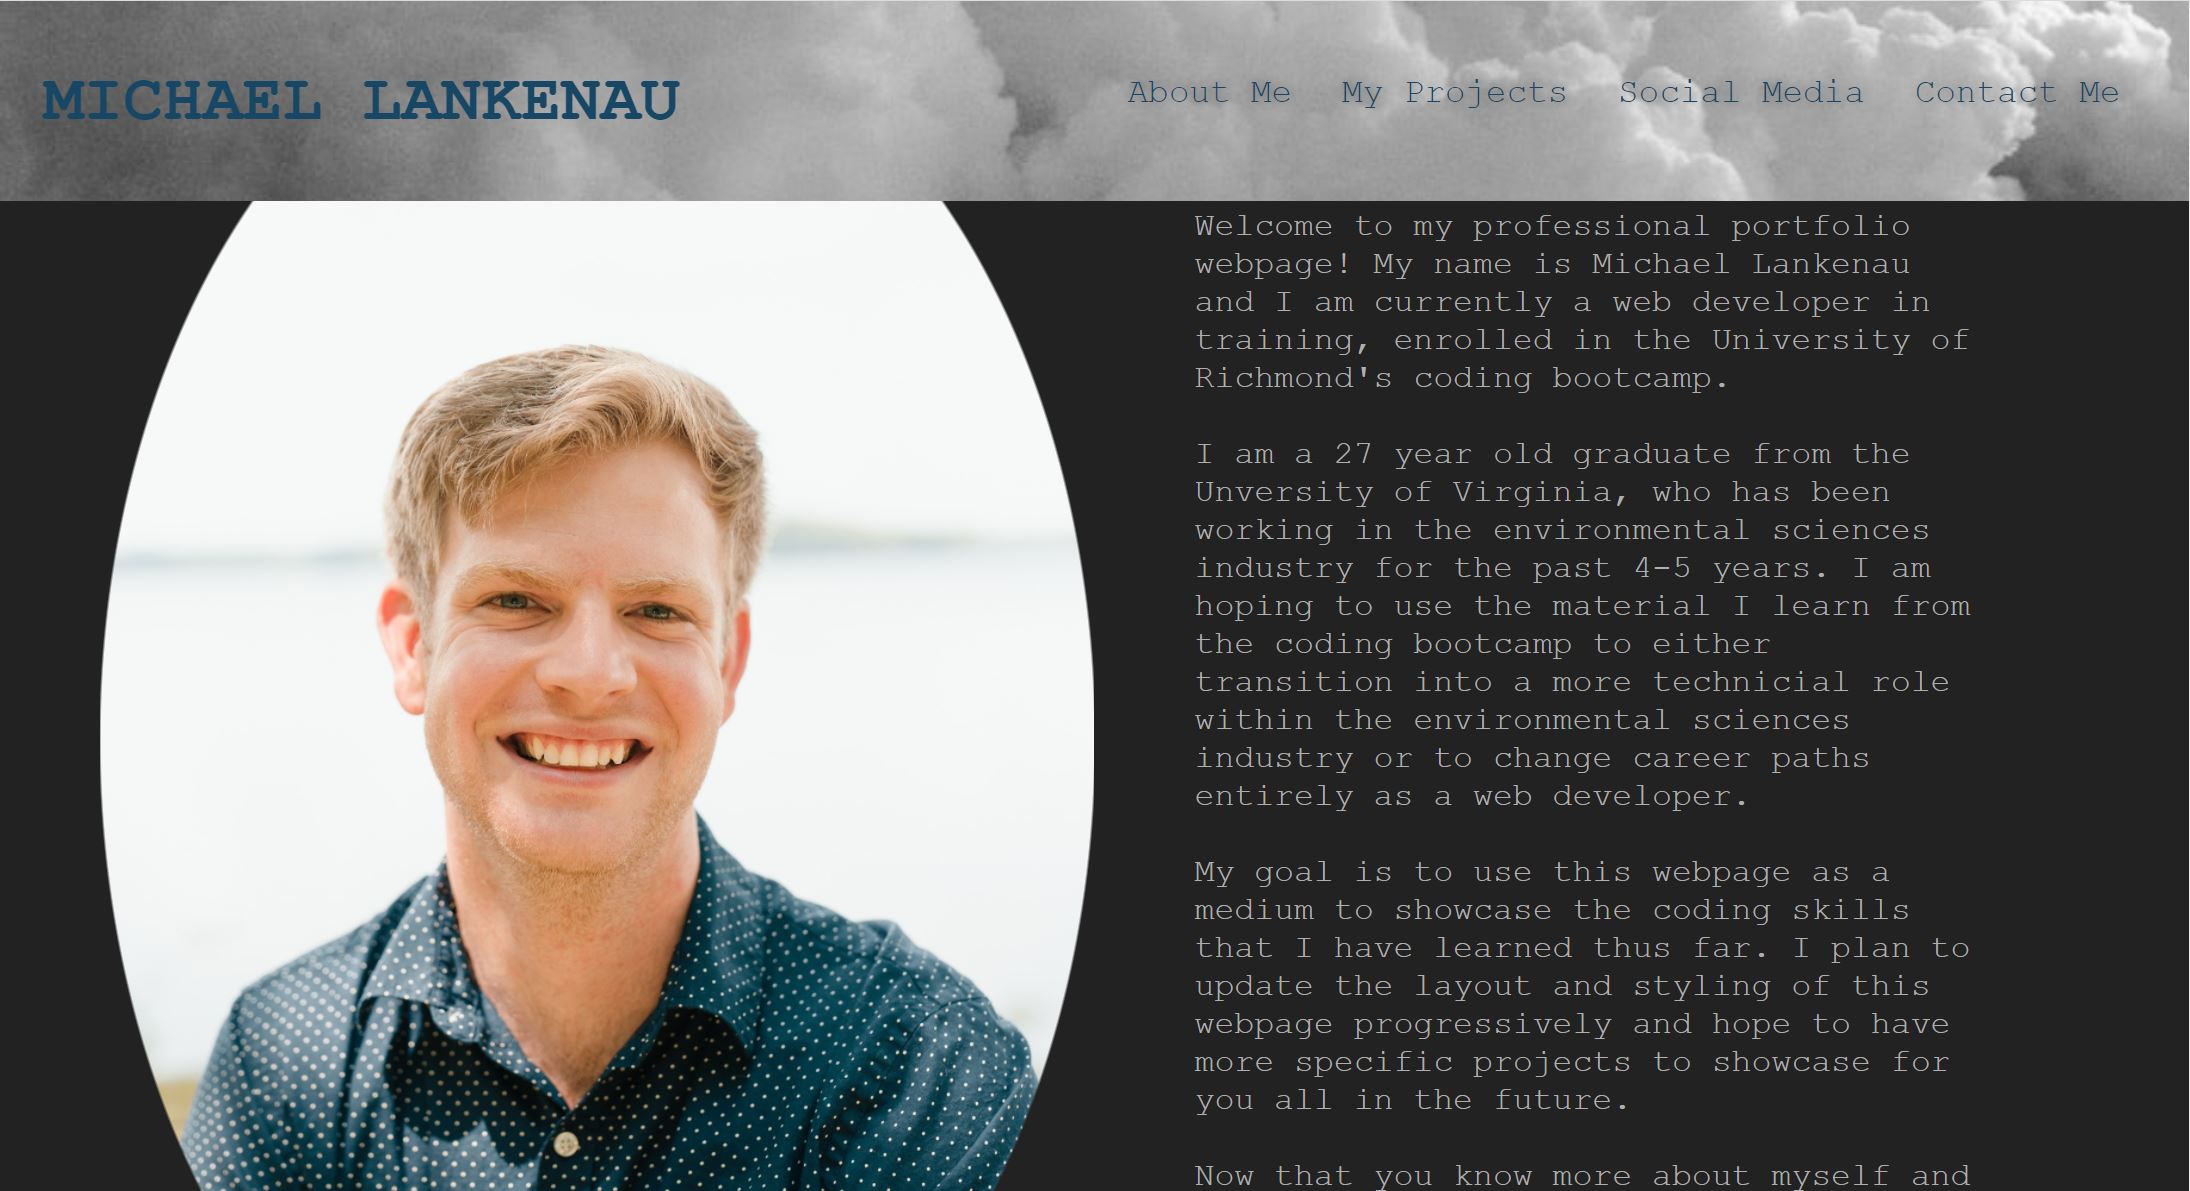 MICHAEL LANKENAU
About Me My Projects Social Media Contact Me
Welcome to my professional portfolio
webpage! My name is Michael Lankenau
and I am currently a web developer in
training, enrolled in the University of
Richmond's coding bootcamp.
I am a 27 year old graduate from the
Unversity of Virginia, who has been
working in the environmental sciences
industry for the past 4-5 years. I am
hoping to use the material I learn from
the coding bootcamp to either
transition into a more technicial role
within the environmental sciences
industry or to change career paths
entirely as a web developer.
My goal is to use this webpage as a
medium to showcase the coding skills
that I have learned thus far. I plan to
update the layout and styling of this
webpage progressively and hope to have
more specific projects to showcase for
you all in the future.
Now that you know more about myself and